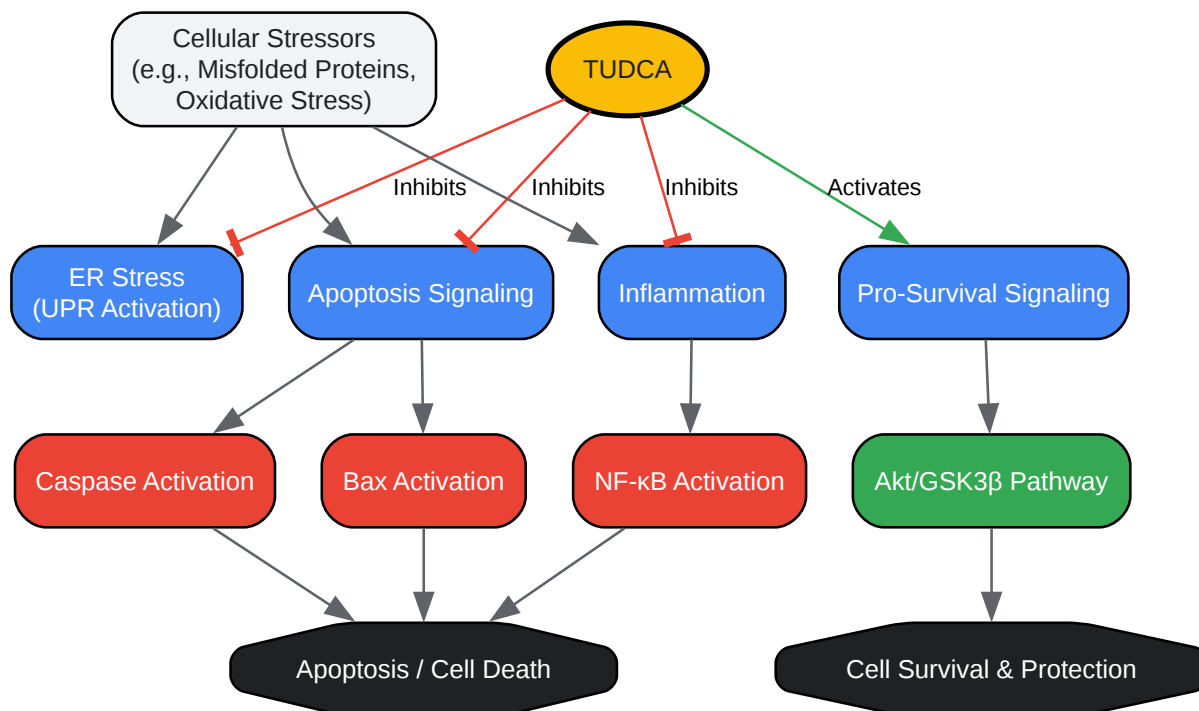 Cellular Stressors
(e.g., Misfolded Proteins,
Oxidative Stress)
TUDCA
Inhibits
Inhibits
Inhibits
Activates
ER Stress
(UPR Activation)
Apoptosis Signaling
Inflammation
Pro-Survival Signaling
Caspase Activation
Bax Activation
NF-κB Activation
Akt/GSK3β Pathway
Apoptosis / Cell Death
Cell Survival & Protection